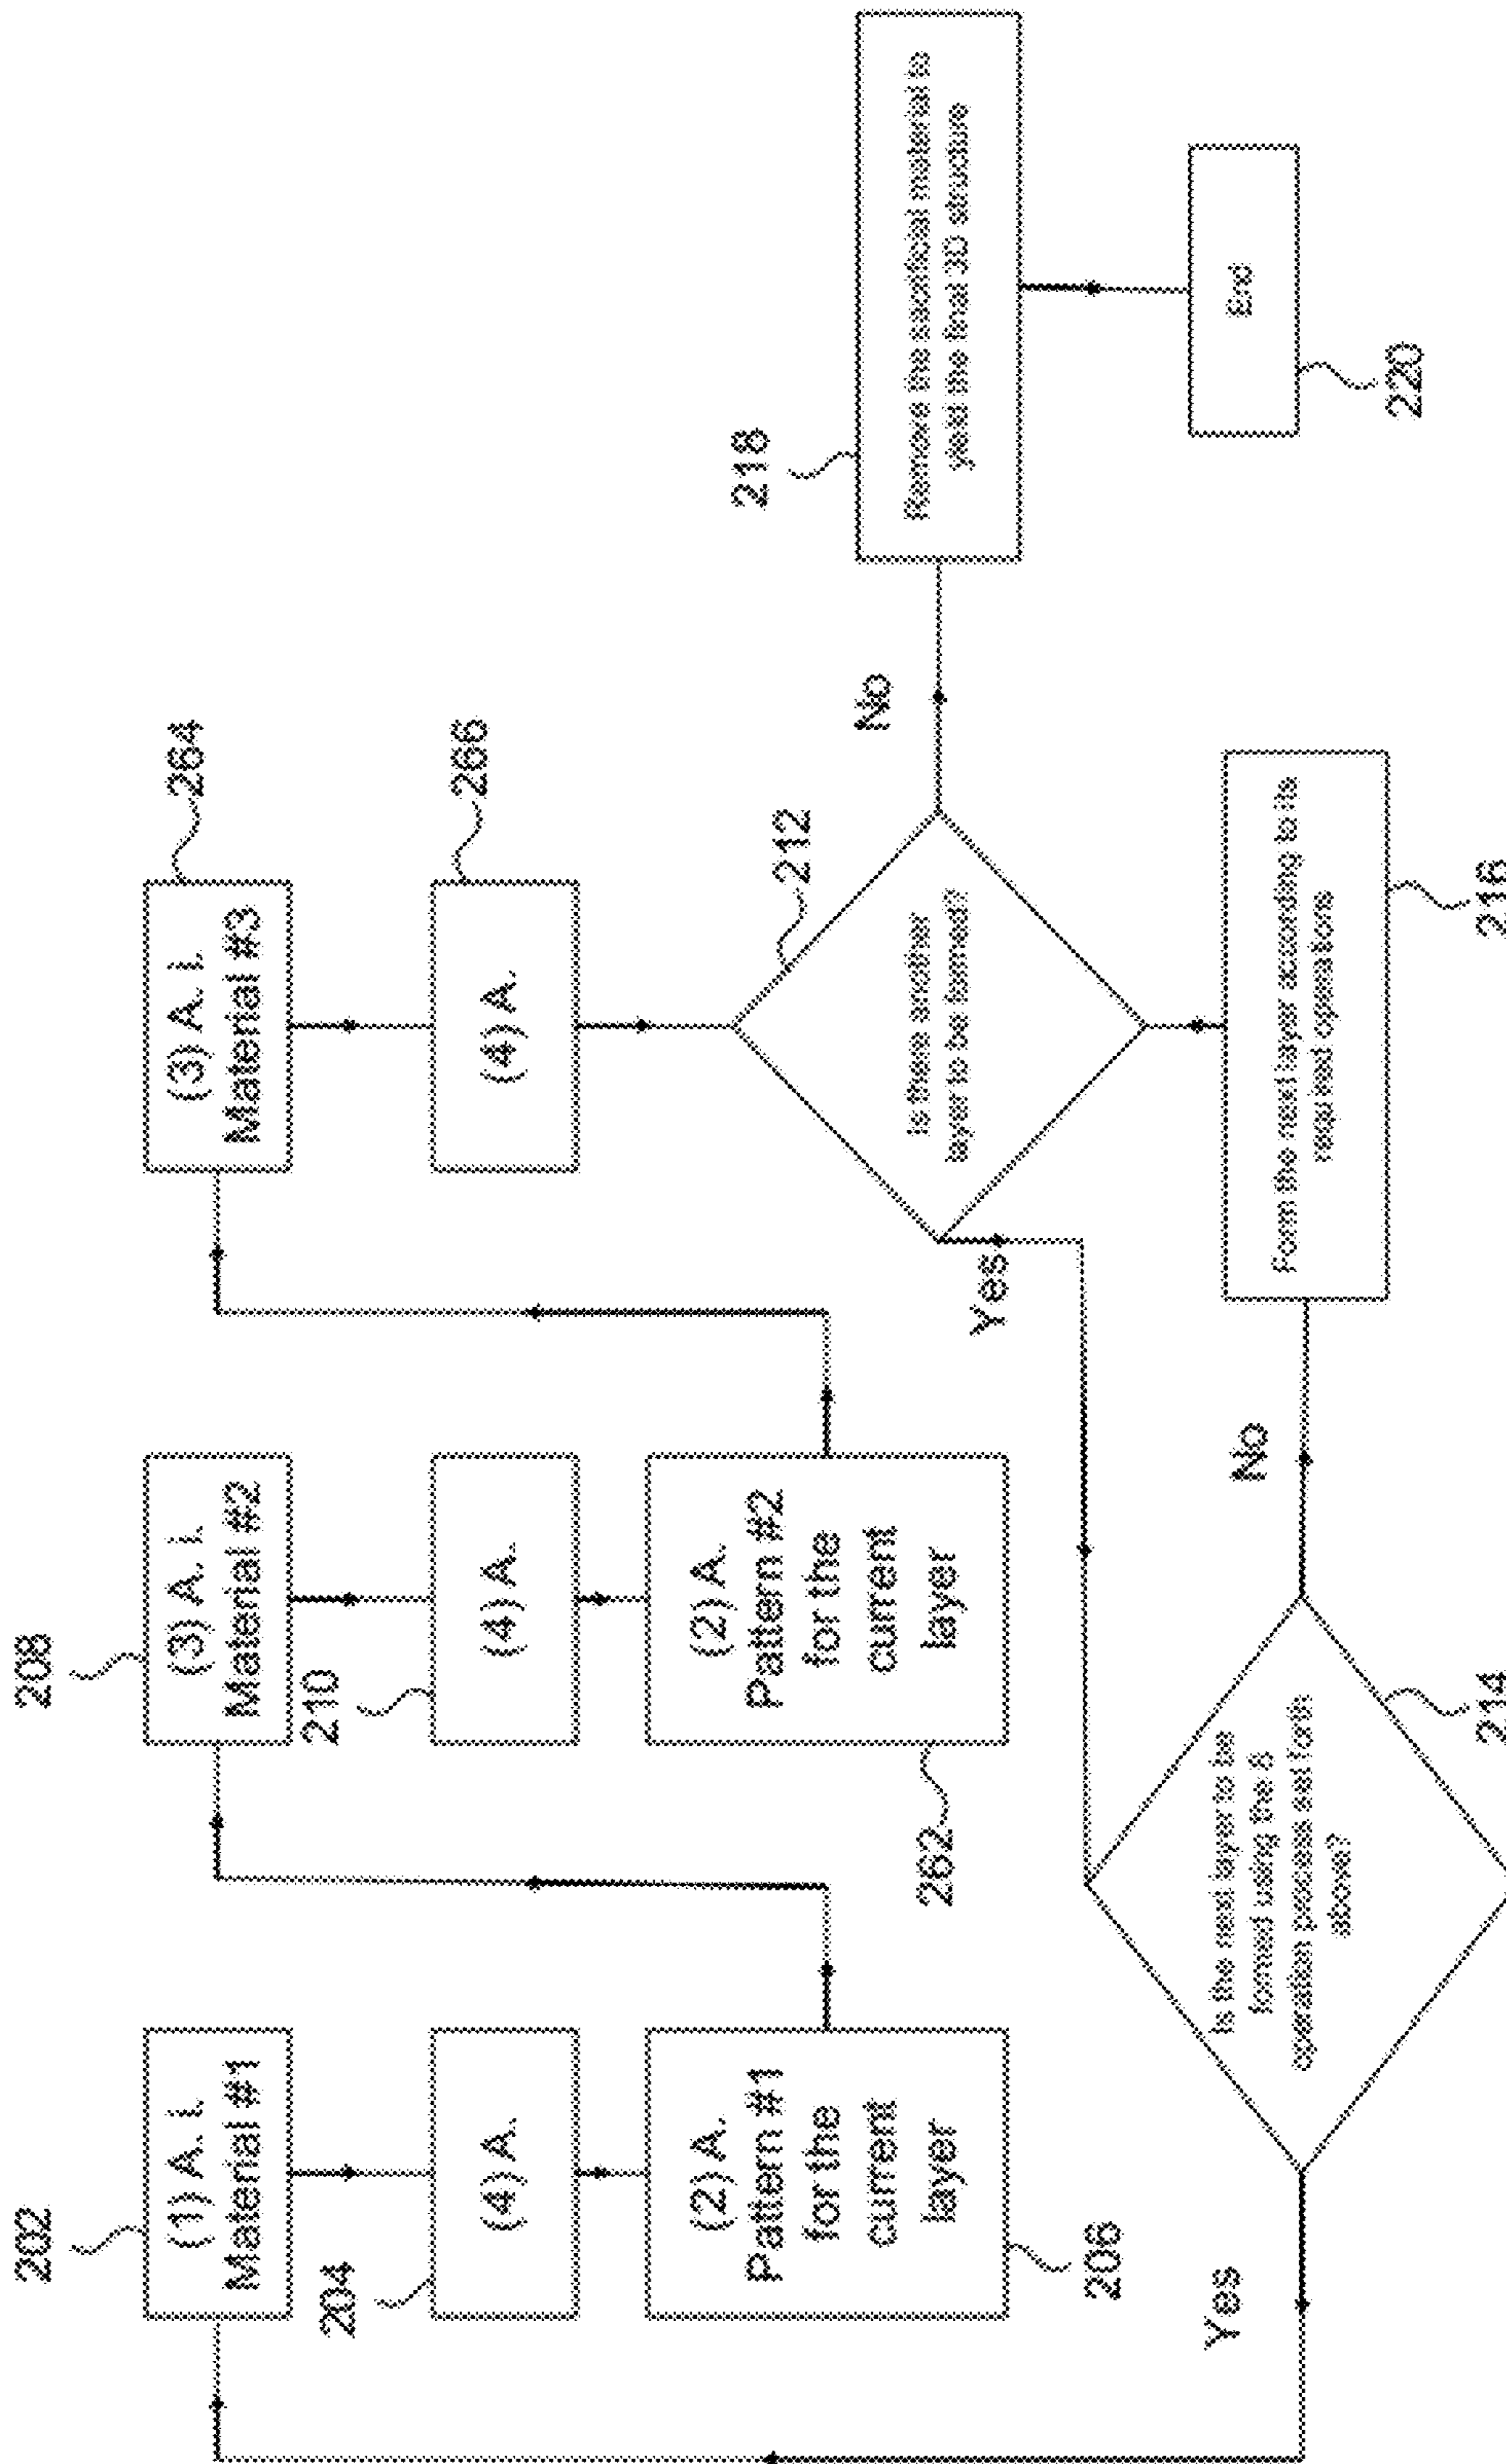 202
(1) A. i.
Material #1
204
(4) A.
(2) A.
Pattern #1
for the
current
layer
206
208
(3) A. i.
Material #2
210
(4) A.
(2) A.
Pattern #2
for the
current
layer
262
(3) A. i.
Material #3
264
(4) A.
266
Is there another
layer to be formed?
212
Yes
No
Is the next layer to be
formed using the 8
operation process set forth
above?
214
Yes
No
Form the next layer according to its
required operations
216
218
Remove the sacrificial material to
yield the final 3D structure
End
220